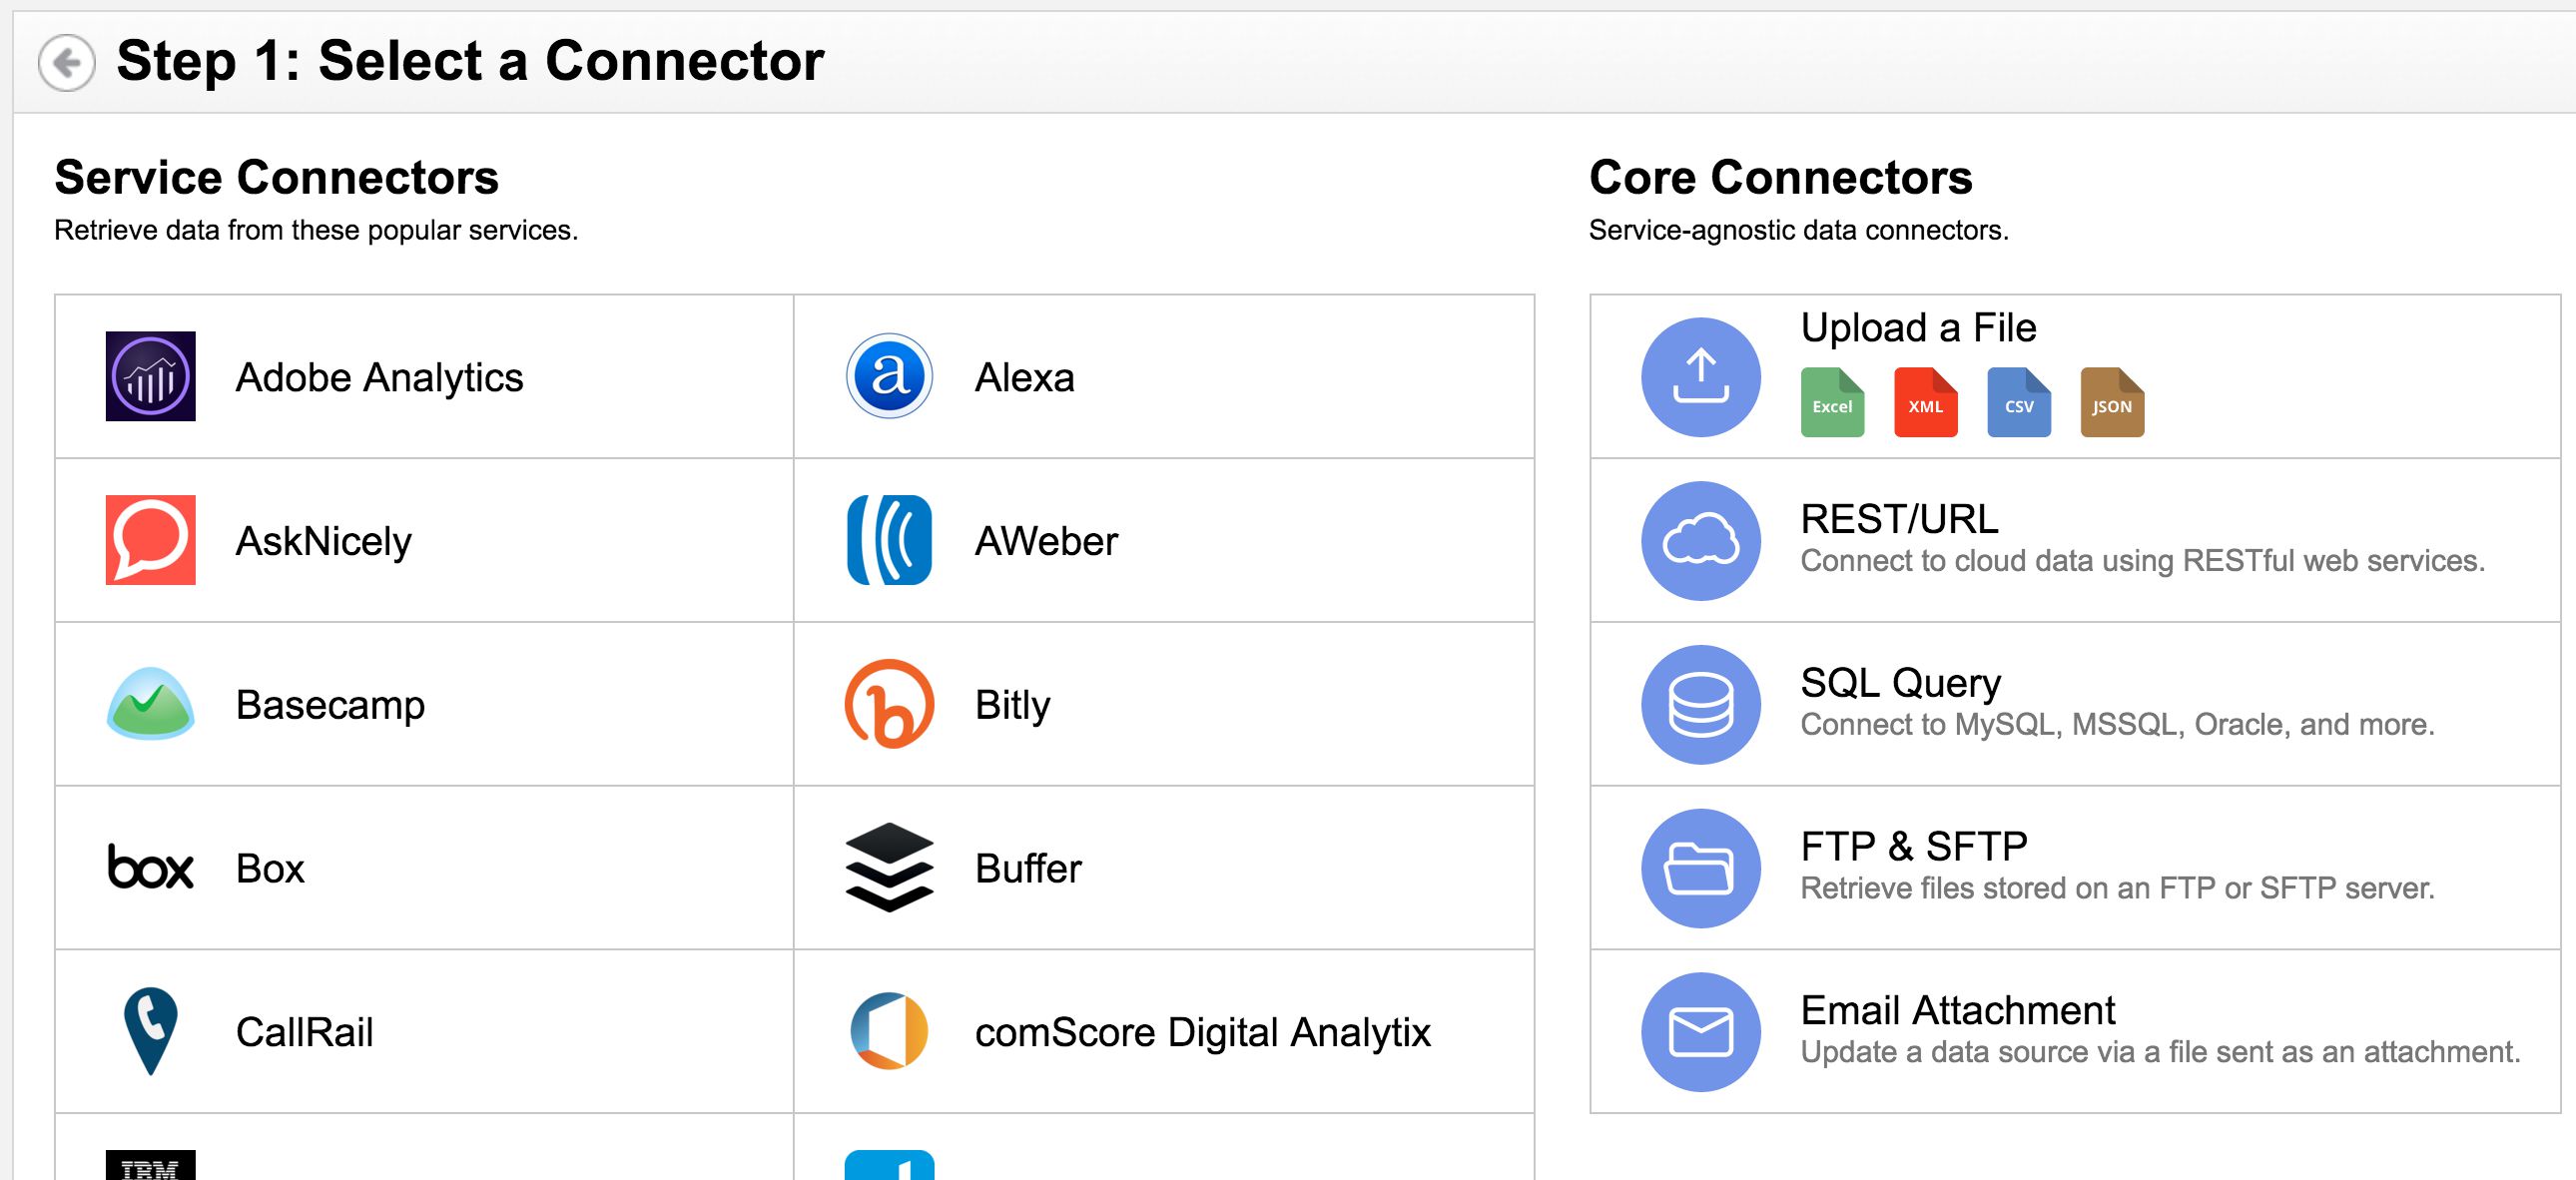 Step 1: Select a Connector
Service Connectors
Retrieve data from these popular services.
Adobe Analytics
a
Alexa
AskNicely
AWeber
Basecamp
b
Bitly
box
Box
Buffer
CallRail
comScore Digital Analytix
IBM
Core Connectors
Service-agnostic data connectors.
Upload a File
Excel
XML
CSV
JSON
REST/URL
Connect to cloud data using RESTful web services.
SQL Query
Connect to MySQL, MSSQL, Oracle, and more.
FTP & SFTP
Retrieve files stored on an FTP or SFTP server.
Email Attachment
Update a data source via a file sent as an attachment.